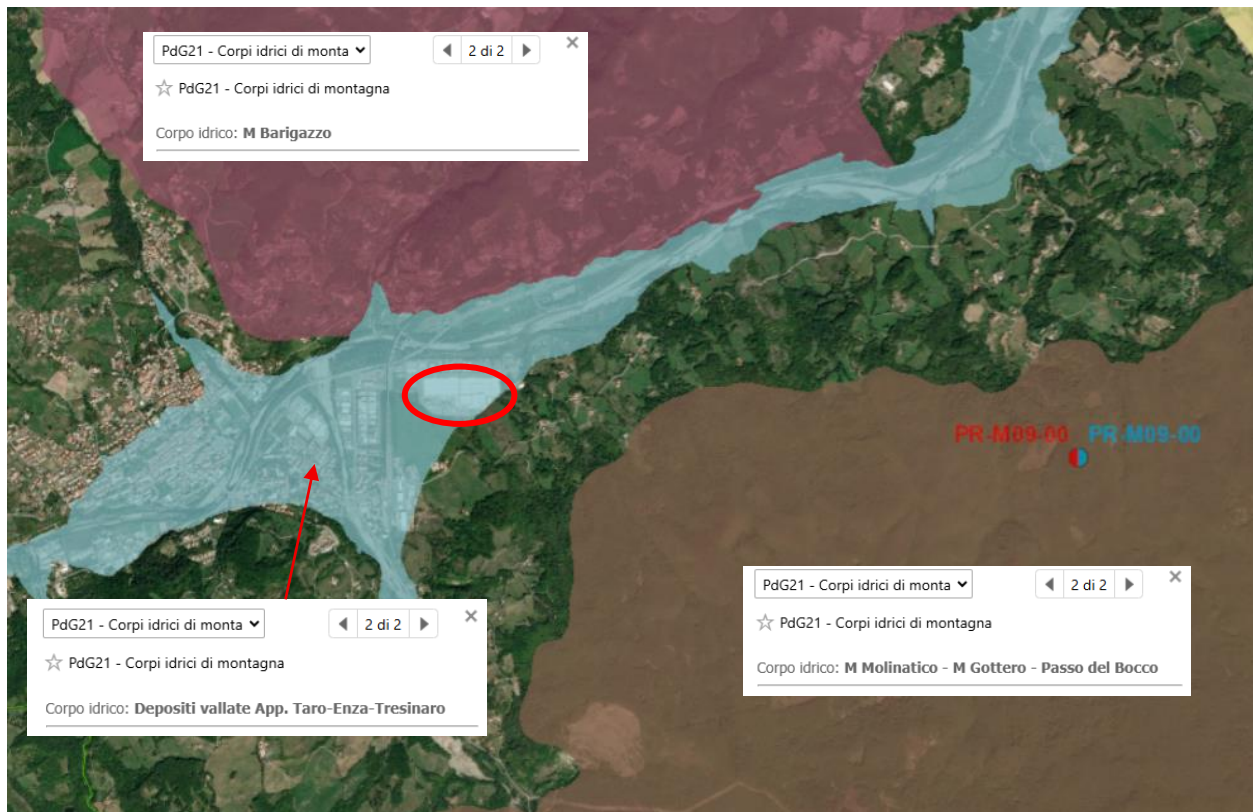 PdG21 - Corpi idrici di monta
2 di 2
PdG21 - Corpi idrici di montagna
Corpo idrico: M Barigazzo
PR-M09-00 PR-M09-00
PdG21 - Corpi idrici di monta
2 di 2
PdG21 - Corpi idrici di montagna
Corpo idrico: M Molinatico - M Gottero - Passo del Bocco
PdG21 - Corpi idrici di monta
2 di 2
PdG21 - Corpi idrici di montagna
Corpo idrico: Depositi vallate App. Taro-Enza-Tresinaro